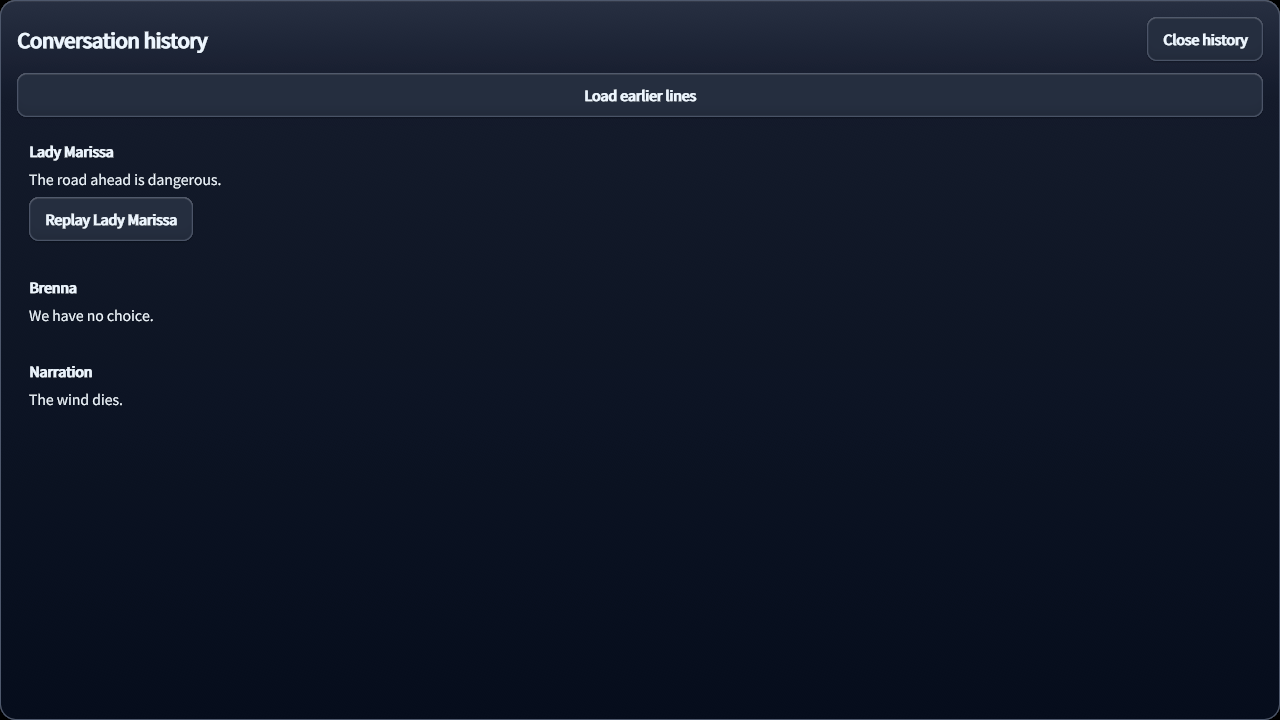 Conversation history
Close history
Load earlier lines
Lady Marissa
The road ahead is dangerous.
Replay Lady Marissa
Brenna
We have no choice.
Narration
The wind dies.